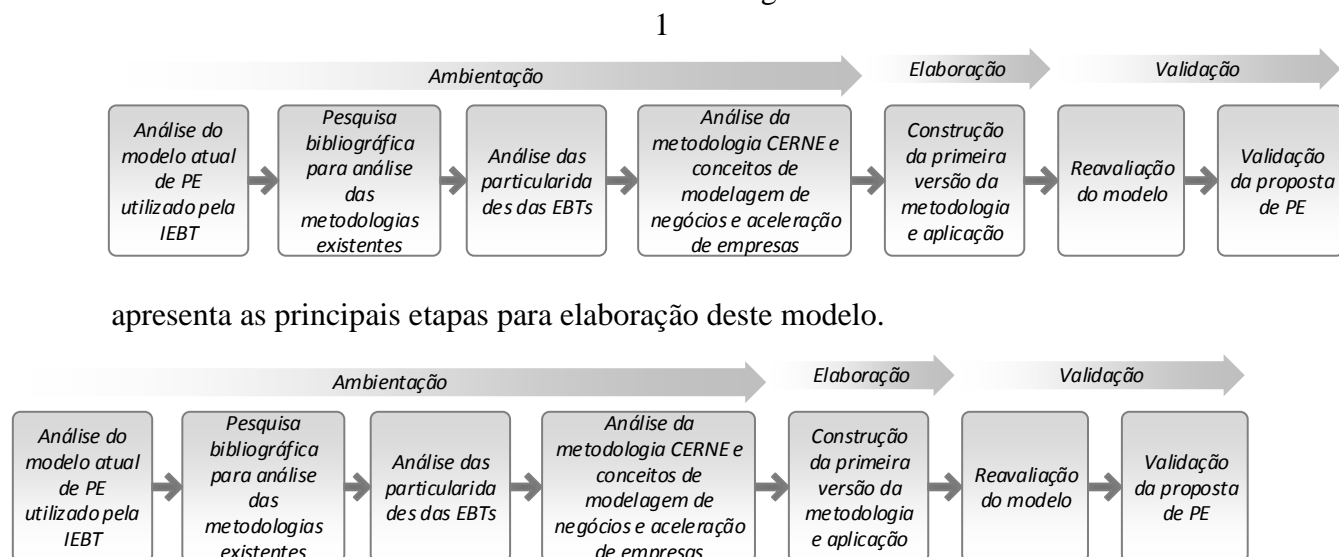 1
Ambientação
Elaboração
Validação
Análise do
modelo atual
de PE
utilizado pela
IEBT
Pesquisa
bibliográfica
para análise
das
metodologias
existentes
Análise das
particularida
des das EBTs
Análise da
metodologia CERNE e
conceitos de
modelagem de
negócios e aceleração
de empresas
Construção
da primeira
versão da
metodologia
e aplicação
Reavaliação
do modelo
Validação
da proposta
de PE
apresenta as principais etapas para elaboração deste modelo.
Ambientação
Elaboração
Validação
Análise do
modelo atual
de PE
utilizado pela
IEBT
Pesquisa
bibliográfica
para análise
das
metodologias
existentes
Análise das
particularida
des das EBTs
Análise da
metodologia CERNE e
conceitos de
modelagem de
negócios e aceleração
de empresas
Construção
da primeira
versão da
metodologia
e aplicação
Reavaliação
do modelo
Validação
da proposta
de PE